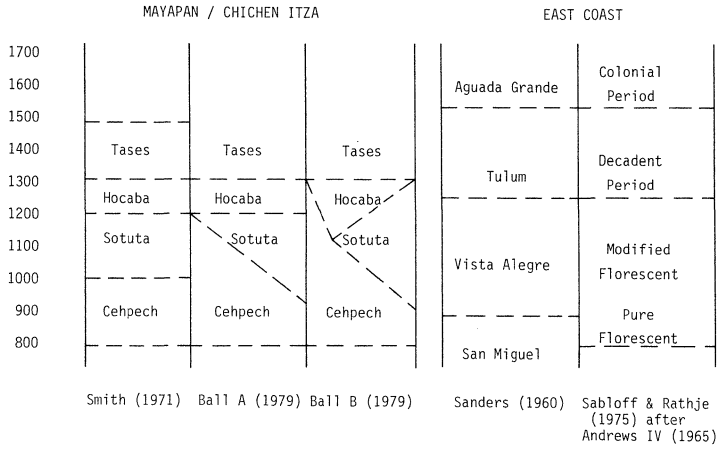 MAYAPAN / CHICHEN ITZA
EAST COAST
1700
1600
1500
1400
1300
1200
1100
1000
900
800
Tases
Hocaba
Sotuta
Cehpech
Tases
Hocaba
Sotuta
Cehpech
Tases
Hocaba
Sotuta
Cehpech
Aguada Grande
Tulum
Vista Alegre
San Miguel
Colonial
Period
Decadent
Period
Modified
Florescent
Pure
Florescent
Smith (1971)
Ball A (1979)
Ball B (1979)
Sanders (1960)
Sabloff & Rathje
(1975) after
Andrews IV (1965)